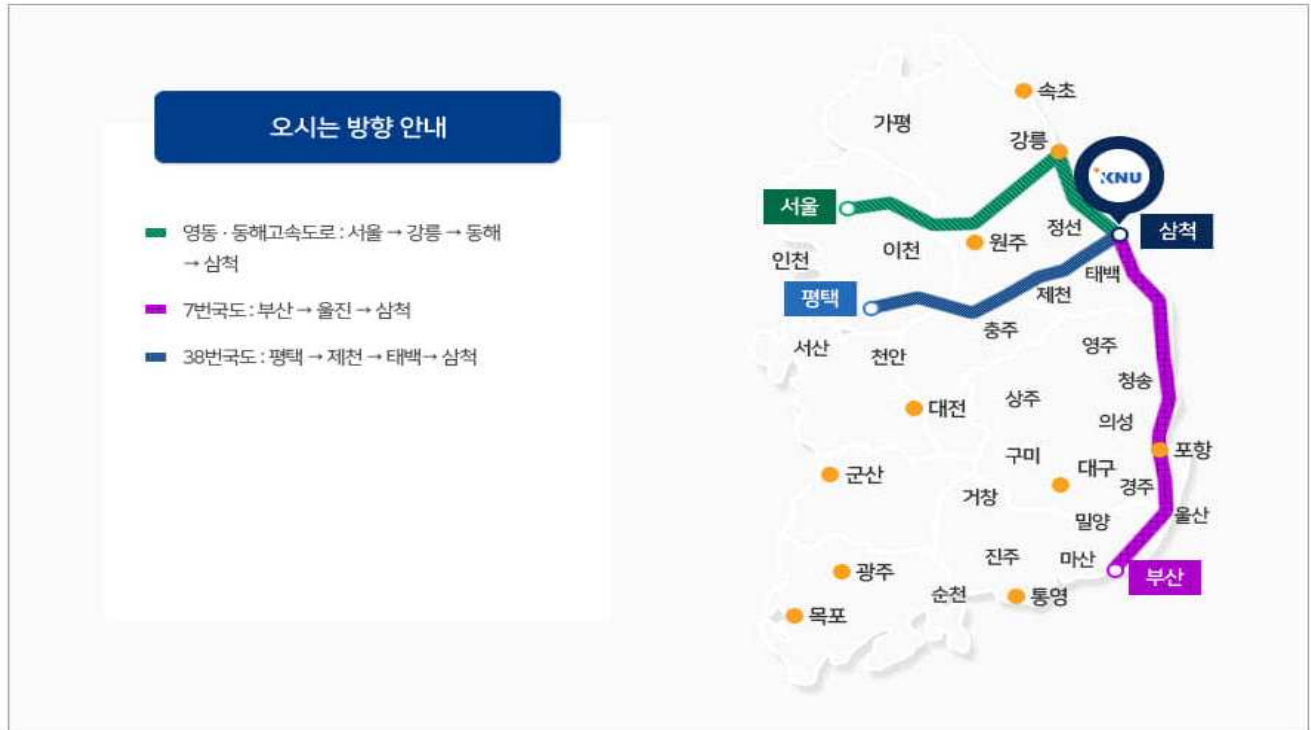 오시는 방향 안내
영동 · 동해고속도로 : 서울 → 강릉 → 동해
→ 삼척
7번국도 : 부산 → 울진 → 삼척
38번국도 : 평택 → 제천 → 태백→ 삼척
속초
가평
강릉
KNU
서울
정선
삼척
원주
이천
인천
태백
평택
제천
충주
서산
천안
영주
청송
상주
대전
의성
포항
구미
대구
군산
경주
거창
울산
밀양
진주
마산
광주
부산
순천
통영
목포